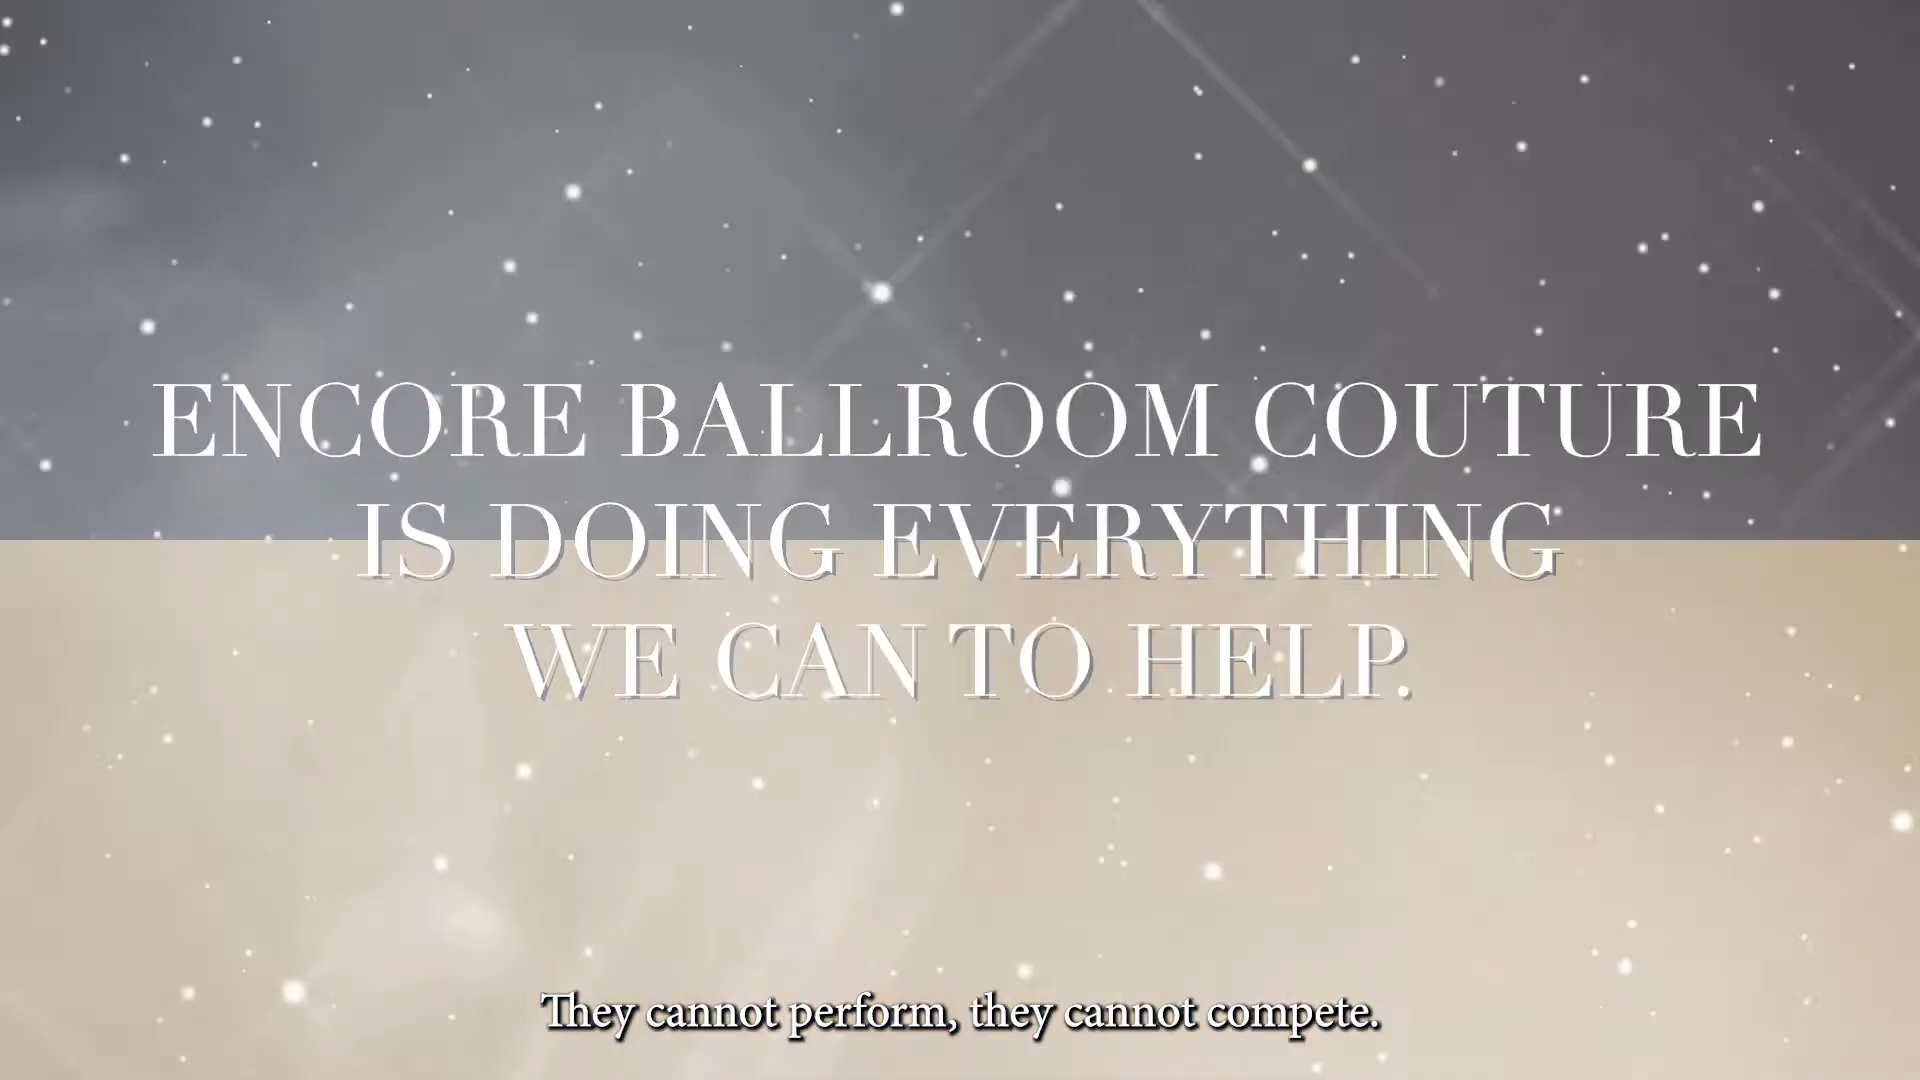 ENCORE BALLROOM COUTURE
IS DOING EVERYTHING
WE CAN TO HELP.
They cannot perform, they cannot compete.